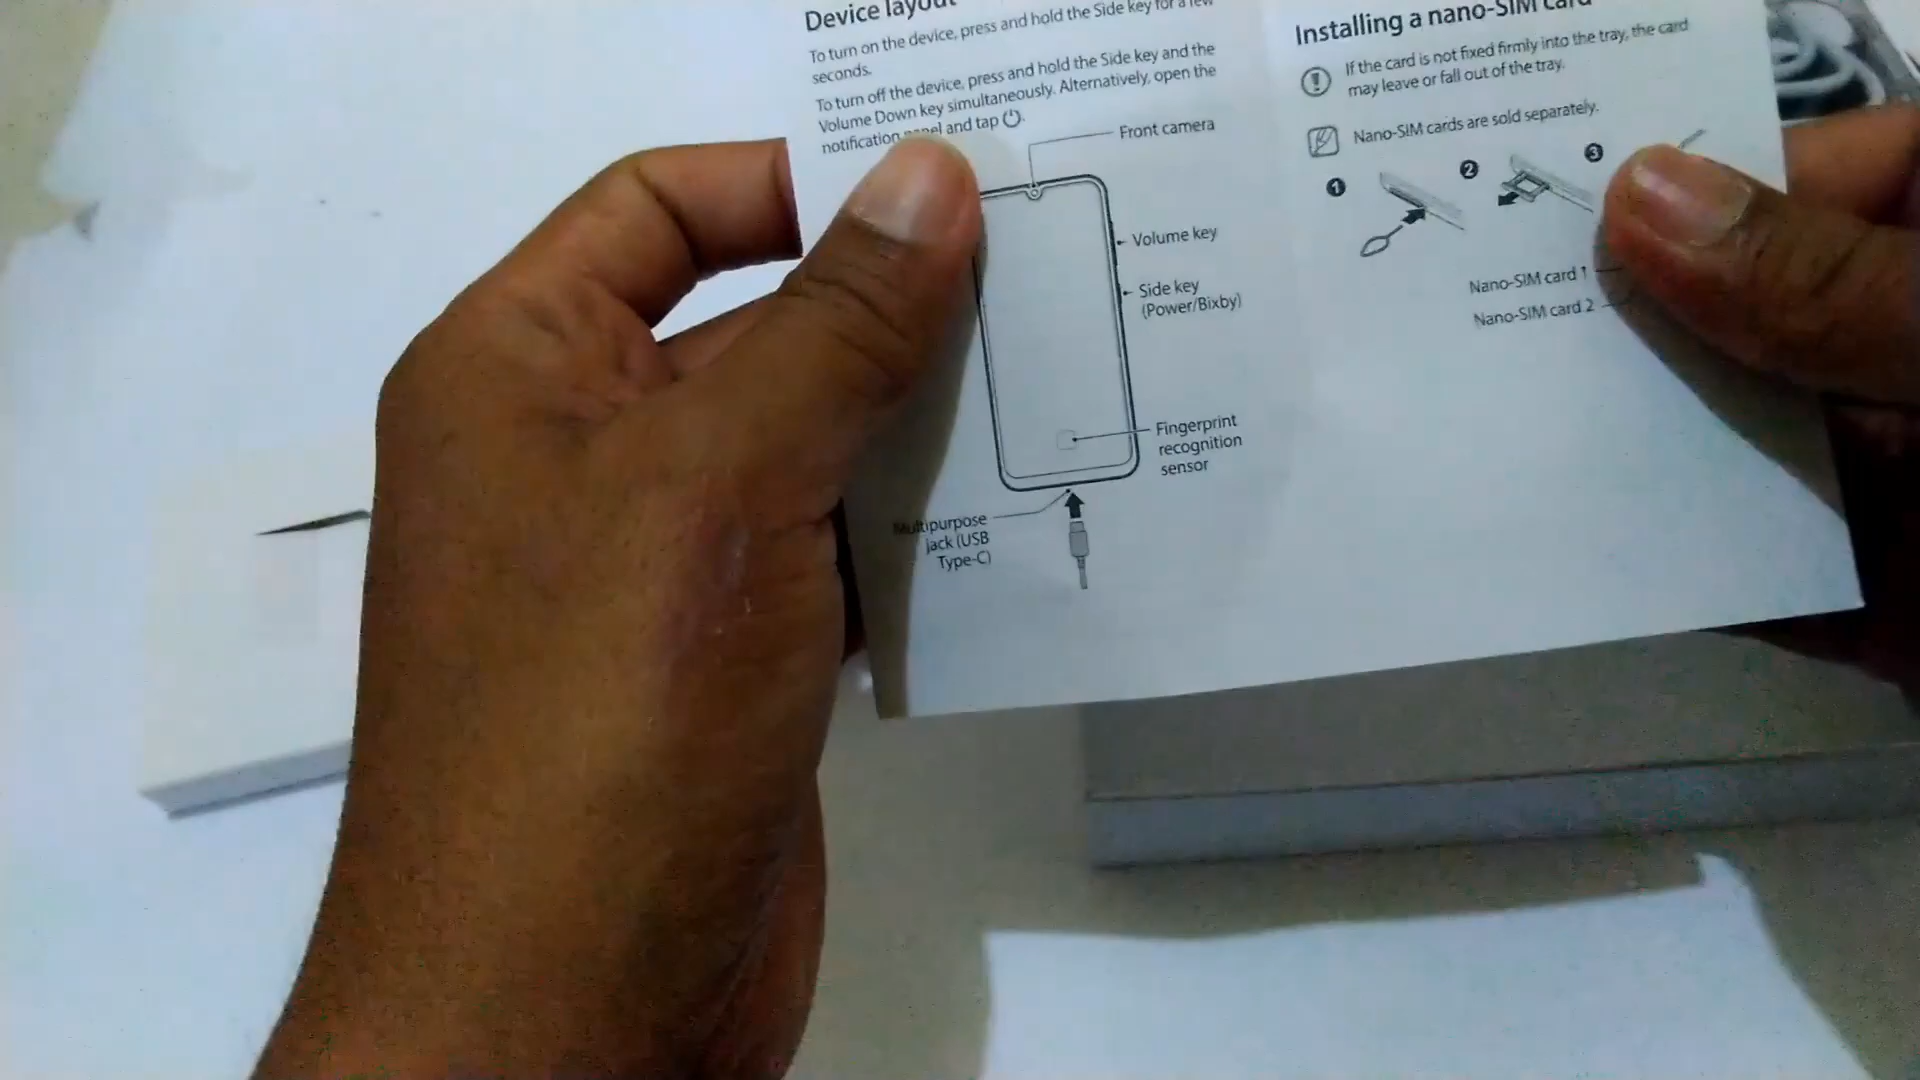 Device layout
To turn on the device, press and hold the Side key for a few
seconds.
To turn off the device, press and hold the Side key and the
Volume Down key simultaneously. Alternatively, open the
notification panel and tap
Front camera
Volume key
Side key
(Power/Bixby)
Fingerprint
recognition
sensor
Multipurpose
jack (USB
Type-C)
Installing a nano-SIM card
If the card is not fixed firmly into the tray, the card
may leave or fall out of the tray.
Nano-SIM cards are sold separately.
1
2
3
Nano-SIM card 1
Nano-SIM card 2